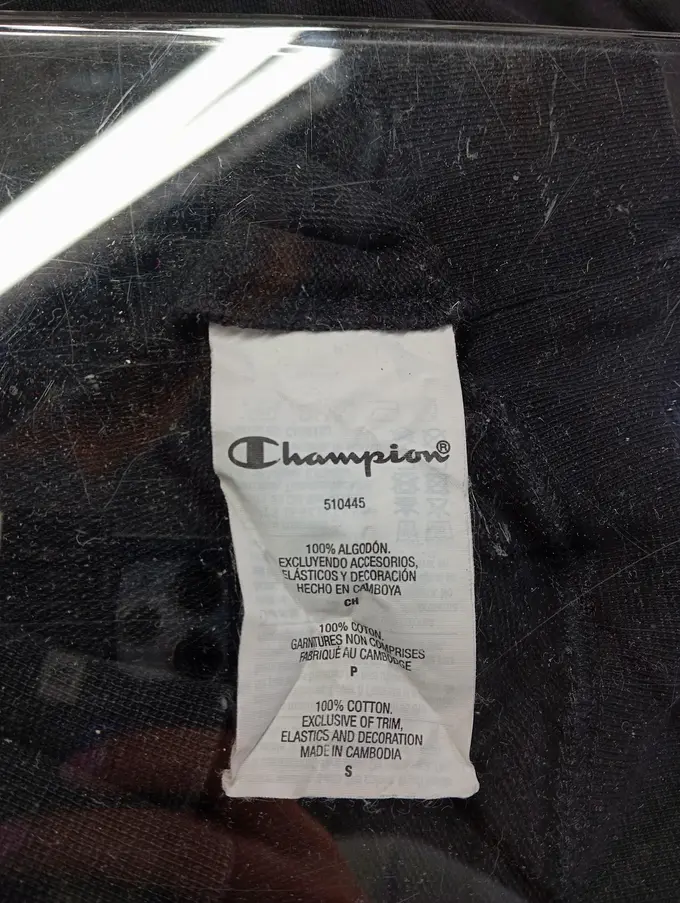 Champion®
510445
100% ALGODÓN.
EXCLUYENDO ACCESORIOS,
ELÁSTICOS Y DECORACIÓN
HECHO EN CAMBOYA
CH
100% COTON.
GARNITURES NON COMPRISES
FABRIQUÉ AU CAMBODGE
P
100% COTTON.
EXCLUSIVE OF TRIM,
ELASTICS AND DECORATION
MADE IN CAMBODIA
S